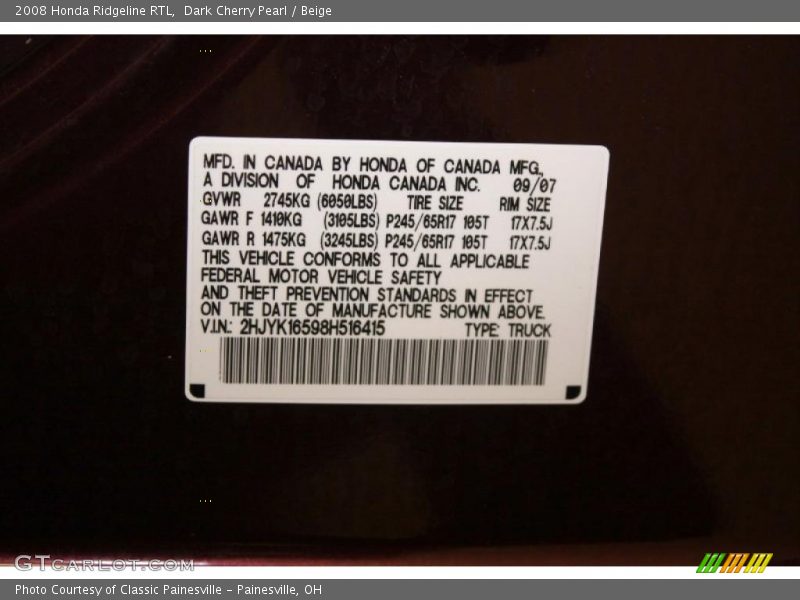 2008 Honda Ridgeline RTL, Dark Cherry Pearl / Beige
MFD. IN CANADA BY HONDA OF CANADA MFG.,
A DIVISION OF HONDA CANADA INC. 09/07
GVWR 2745KG (6050LBS) TIRE SIZE RIM SIZE
GAWR F 1410KG (3105LBS) P245/65R17 105T 17X7.5J
GAWR R 1475KG (3245LBS) P245/65R17 105T 17X7.5J
THIS VEHICLE CONFORMS TO ALL APPLICABLE
FEDERAL MOTOR VEHICLE SAFETY
AND THEFT PREVENTION STANDARDS IN EFFECT
ON THE DATE OF MANUFACTURE SHOWN ABOVE.
V.I.N.: 2HJYK16598H516415 TYPE: TRUCK
GTCARLOT.COM
Photo Courtesy of Classic Painesville - Painesville, OH